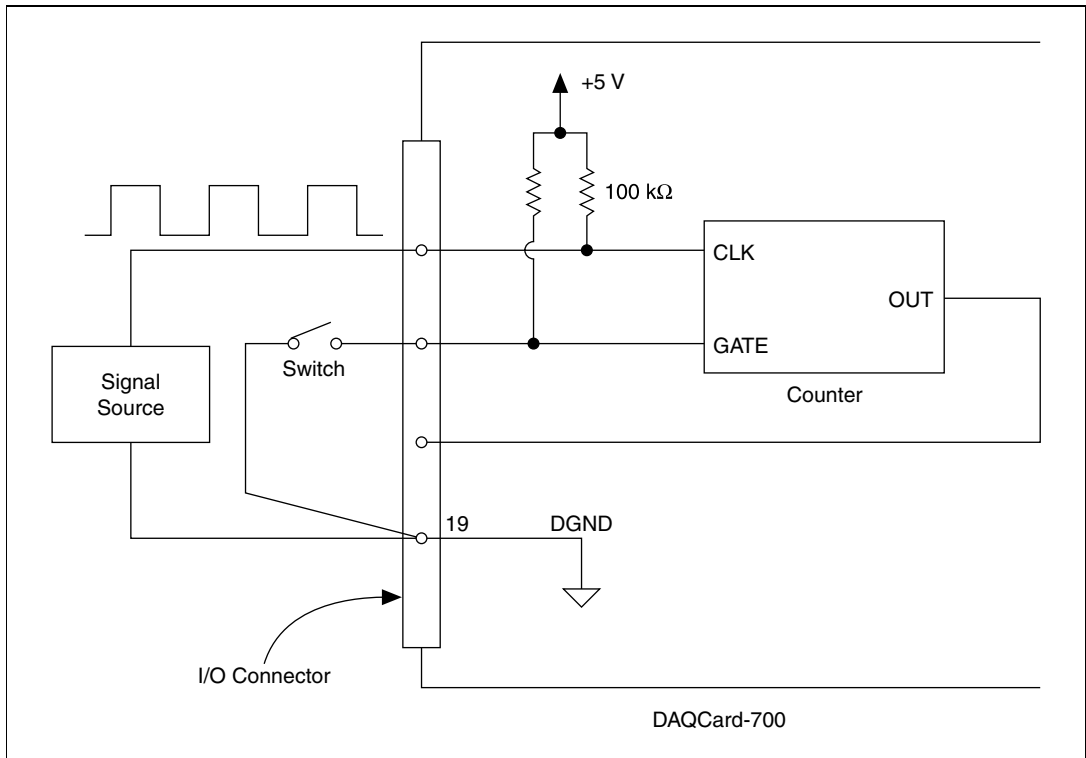 +5 V
100 kΩ
CLK
OUT
GATE
Switch
Counter
Signal
Source
19
DGND
I/O Connector
DAQCard-700